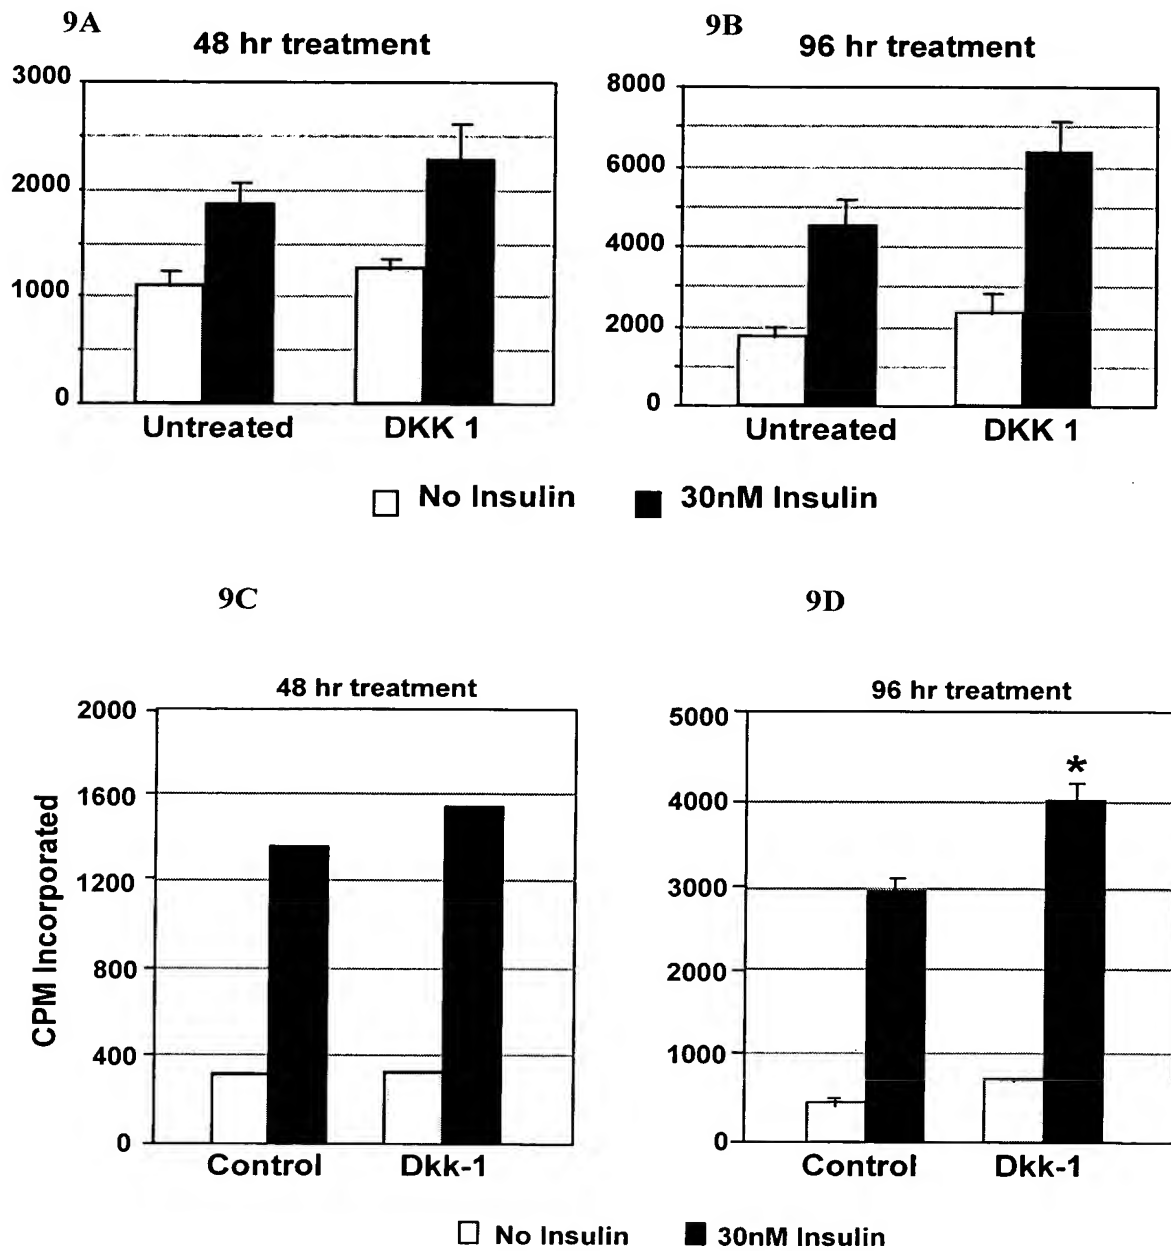 9A
48 hr treatment
3000
2000
1000
0
Untreated DKK 1
9B
96 hr treatment
8000
6000
4000
2000
0
Untreated DKK 1
No Insulin 30nM Insulin
9C
48 hr treatment
CPM Incorporated
2000
1600
1200
800
400
0
Control Dkk-1
9D
96 hr treatment
5000
4000
3000
2000
1000
0
*
Control Dkk-1
No Insulin 30nM Insulin